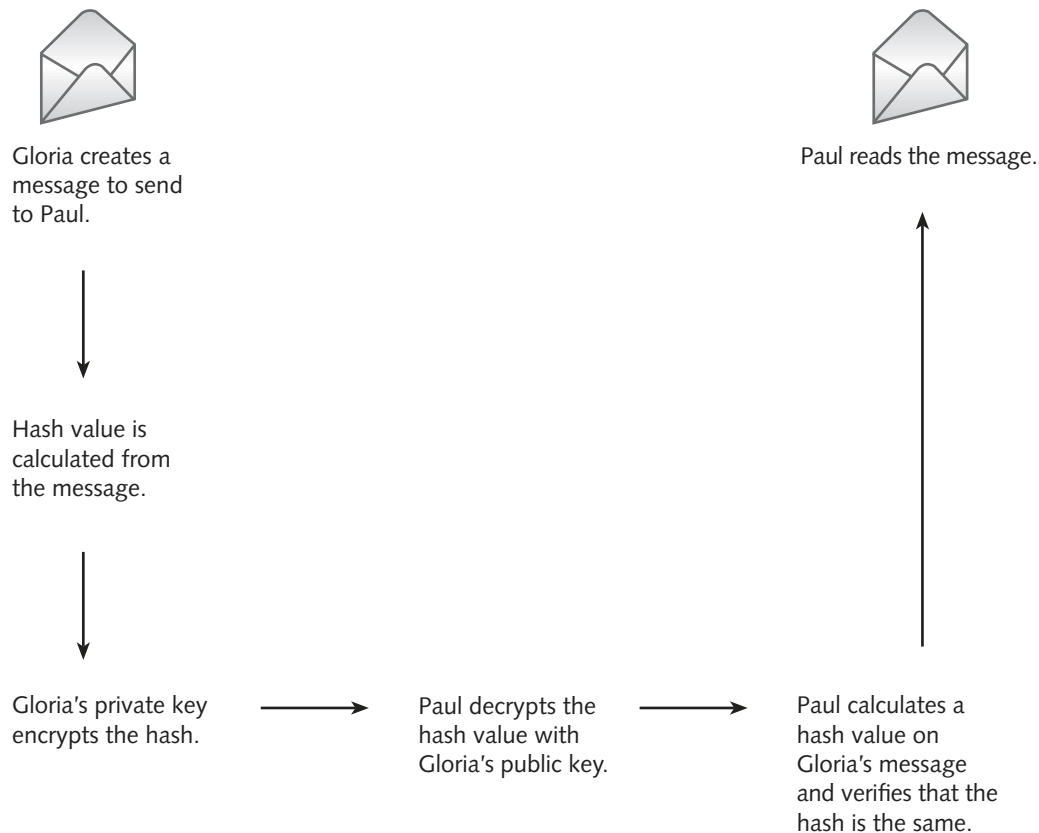 Gloria creates a
message to send
to Paul.
Hash value is
calculated from
the message.
Gloria's private key
encrypts the hash.
Paul decrypts the
hash value with
Gloria's public key.
Paul calculates a
hash value on
Gloria's message
and verifies that the
hash is the same.
Paul reads the message.